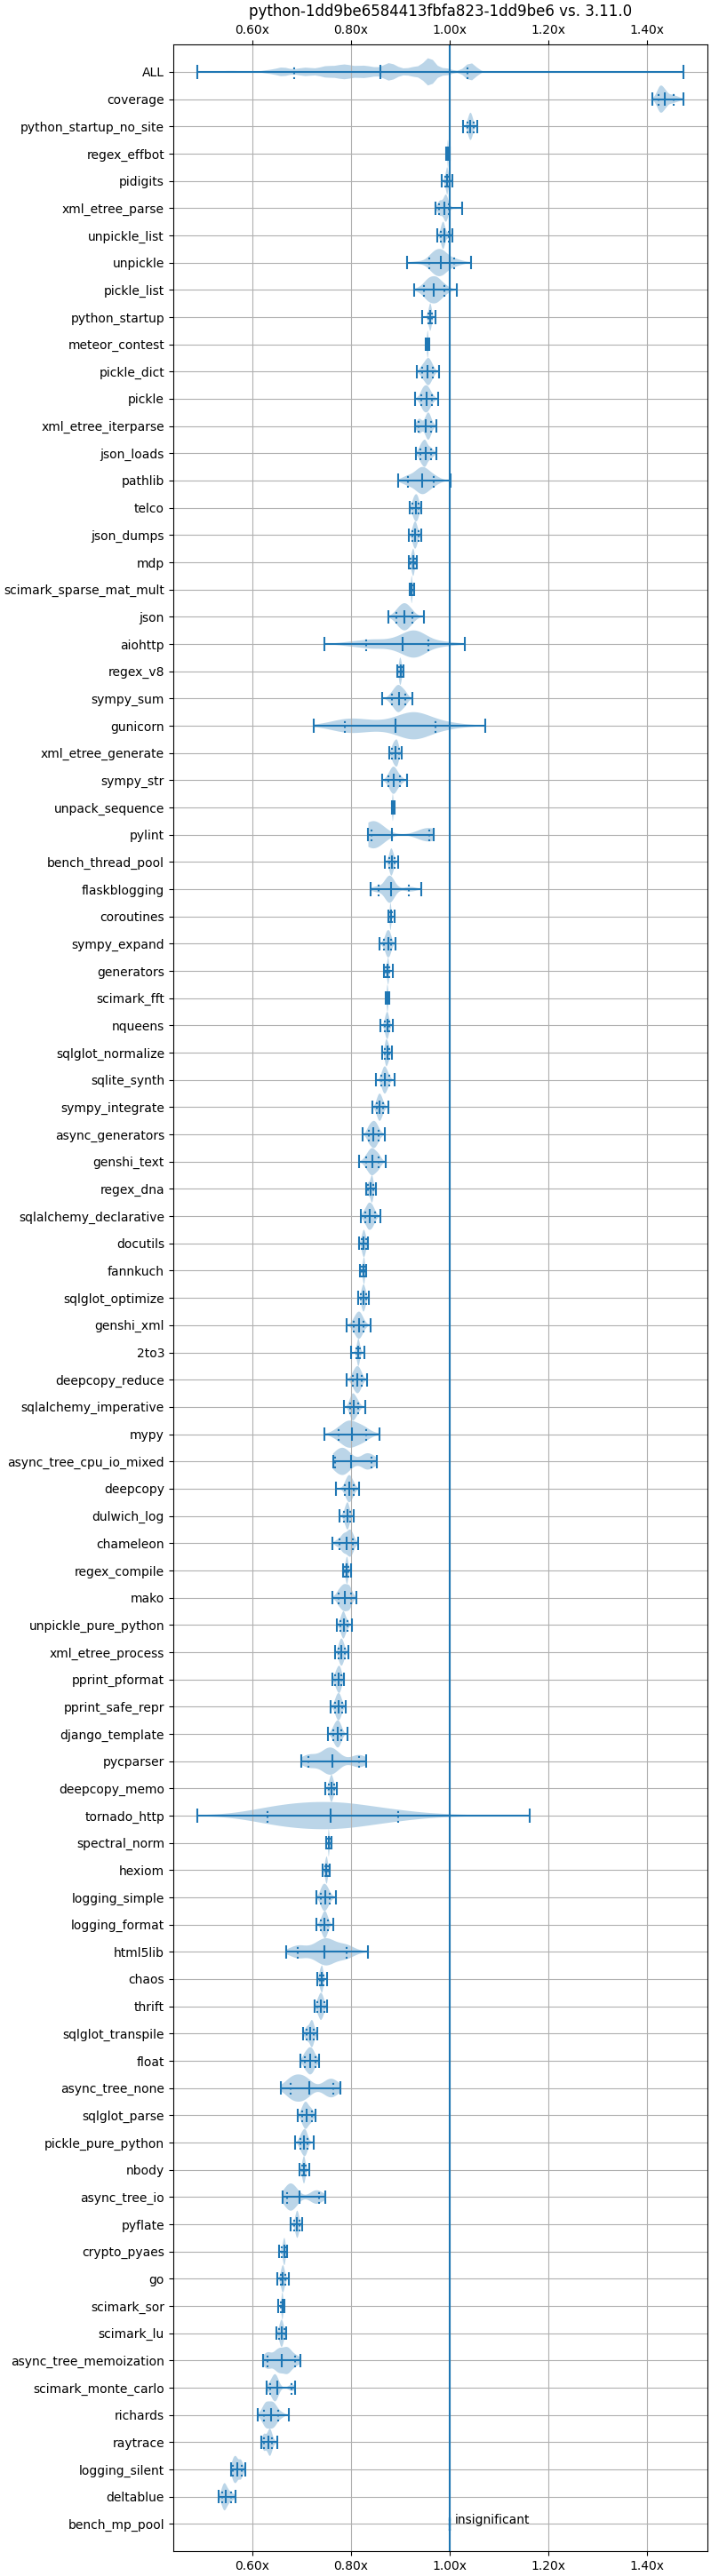 python-1dd9be6584413fbfa823-1dd9be6 vs. 3.11.0
0.60x 0.80x 1.00x 1.20x 1.40x
ALL
coverage
python_startup_no_site
regex_effbot
pidigits
xml_etree_parse
unpickle_list
unpickle
pickle_list
python_startup
meteor_contest
pickle_dict
pickle
xml_etree_iterparse
json_loads
pathlib
telco
json_dumps
mdp
scimark_sparse_mat_mult
json
aiohttp
regex_v8
sympy_sum
gunicorn
xml_etree_generate
sympy_str
unpack_sequence
pylint
bench_thread_pool
flaskblogging
coroutines
sympy_expand
generators
scimark_fft
nqueens
sqlglot_normalize
sqlite_synth
sympy_integrate
async_generators
genshi_text
regex_dna
sqlalchemy_declarative
docutils
fannkuch
sqlglot_optimize
genshi_xml
2to3
deepcopy_reduce
sqlalchemy_imperative
mypy
async_tree_cpu_io_mixed
deepcopy
dulwich_log
chameleon
regex_compile
mako
unpickle_pure_python
xml_etree_process
pprint_pformat
pprint_safe_repr
django_template
pycparser
deepcopy_memo
tornado_http
spectral_norm
hexiom
logging_simple
logging_format
html5lib
chaos
thrift
sqlglot_transpile
float
async_tree_none
sqlglot_parse
pickle_pure_python
nbody
async_tree_io
pyflate
crypto_pyaes
go
scimark_sor
scimark_lu
async_tree_memoization
scimark_monte_carlo
richards
raytrace
logging_silent
deltablue
bench_mp_pool insignificant
0.60x 0.80x 1.00x 1.20x 1.40x